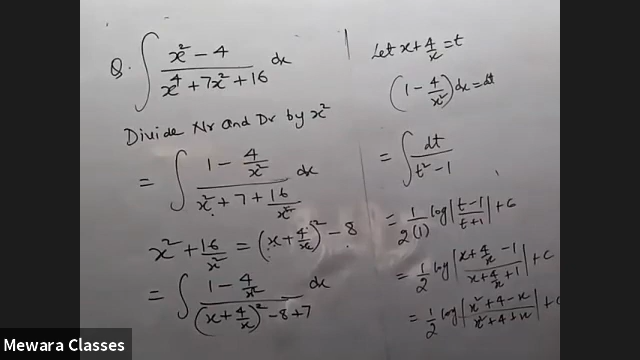 Q. ∫ (x² - 4)/(x⁴ + 7x² + 16) dx
Divide Nr and Dr by x²
= ∫ (1 - 4/x²)/(x² + 7 + 16/x²) dx
x² + 16/x² = (x + 4/x)² - 8
= ∫ (1 - 4/x²)/((x + 4/x)² - 8 + 7) dx
Let x + 4/x = t
(1 - 4/x²) dx = dt
= ∫ dt/(t² - 1)
= 1/2(1) log |(t - 1)/(t + 1)| + C
= 1/2 log |(x + 4/x - 1)/(x + 4/x + 1)| + C
= 1/2 log |(x² + 4 - x)/(x² + 4 + x)| + C
Mewara Classes